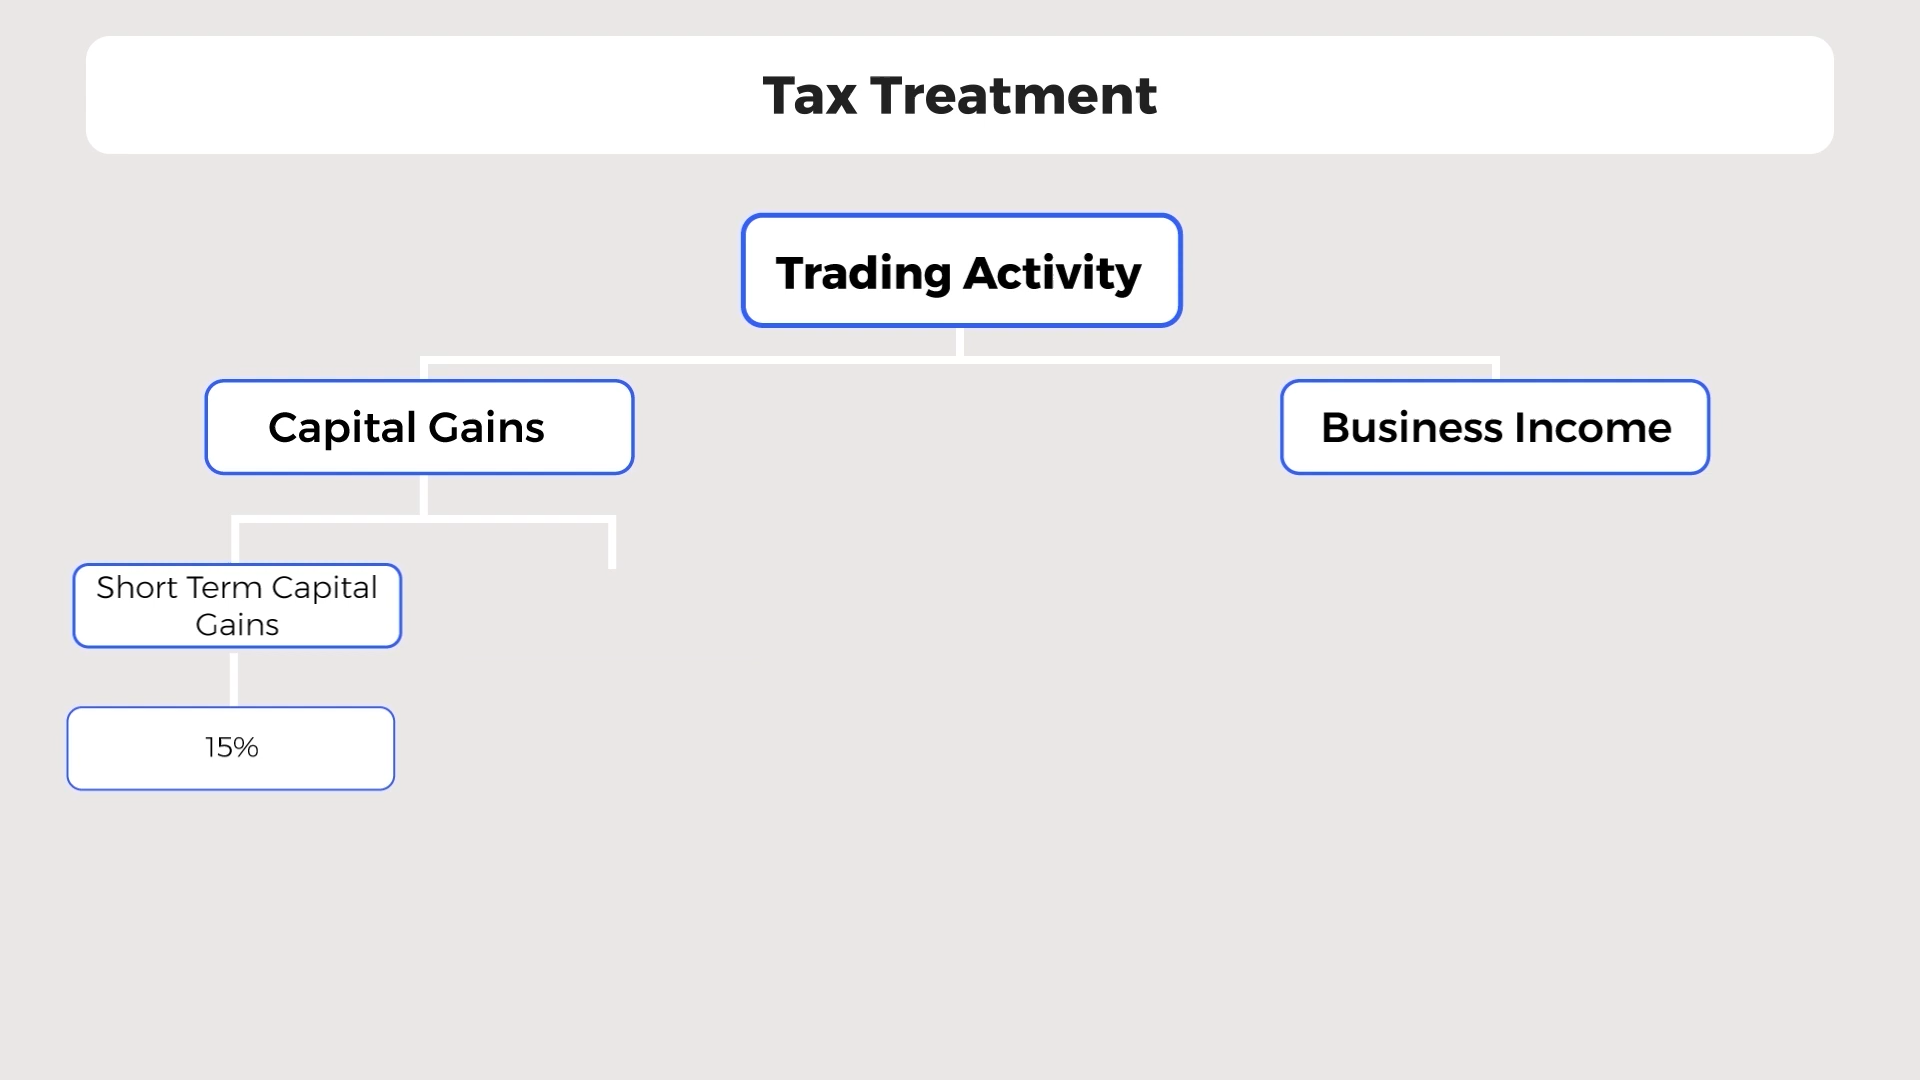 Tax Treatment
Trading Activity
Capital Gains
Business Income
Short Term Capital
Gains
15%